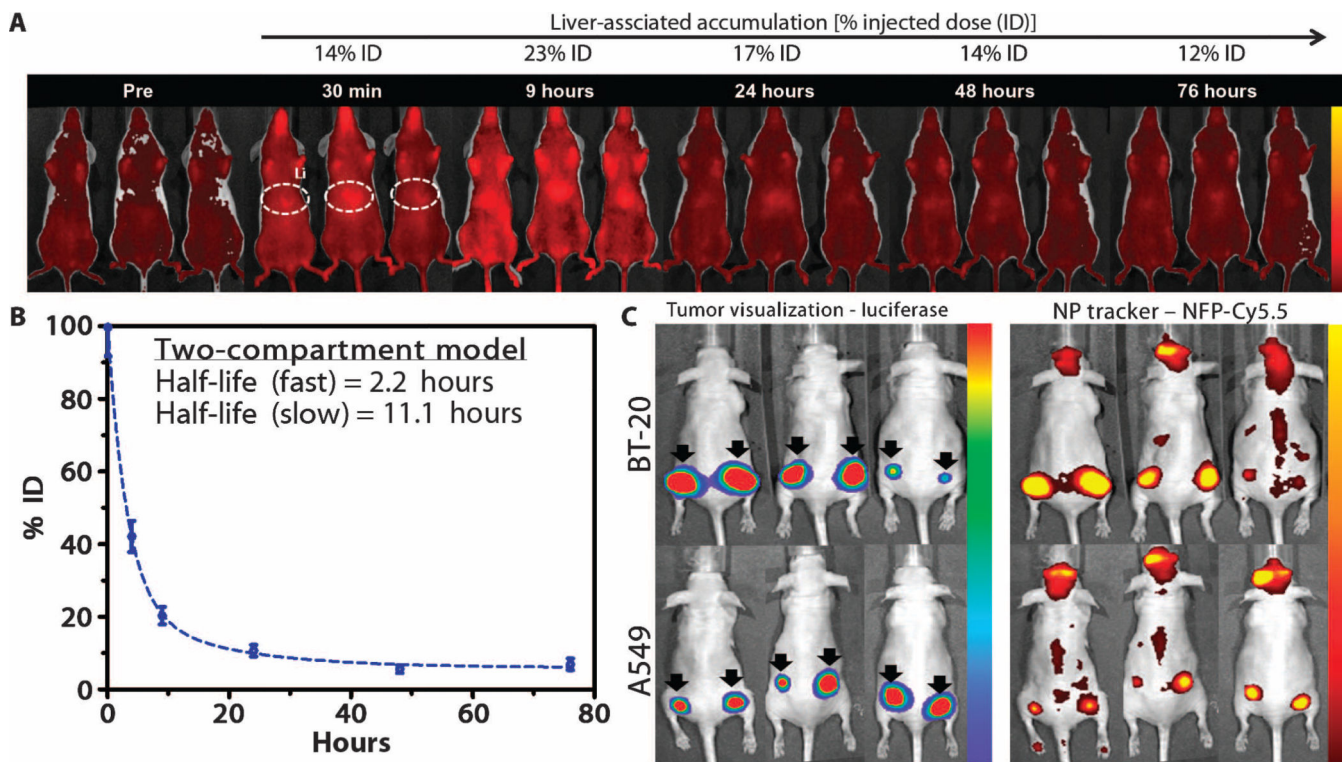 A
Liver-assciated accumulation [% injected dose (ID)]
14% ID 23% ID 17% ID 14% ID 12% ID
Pre 30 min 9 hours 24 hours 48 hours 76 hours
Li
B
100
80
60
40
20
0
% ID
Two-compartment model
Half-life (fast) = 2.2 hours
Half-life (slow) = 11.1 hours
0 20 40 60 80
Hours
C
Tumor visualization - luciferase
NP tracker – NFP-Cy5.5
BT-20
A549